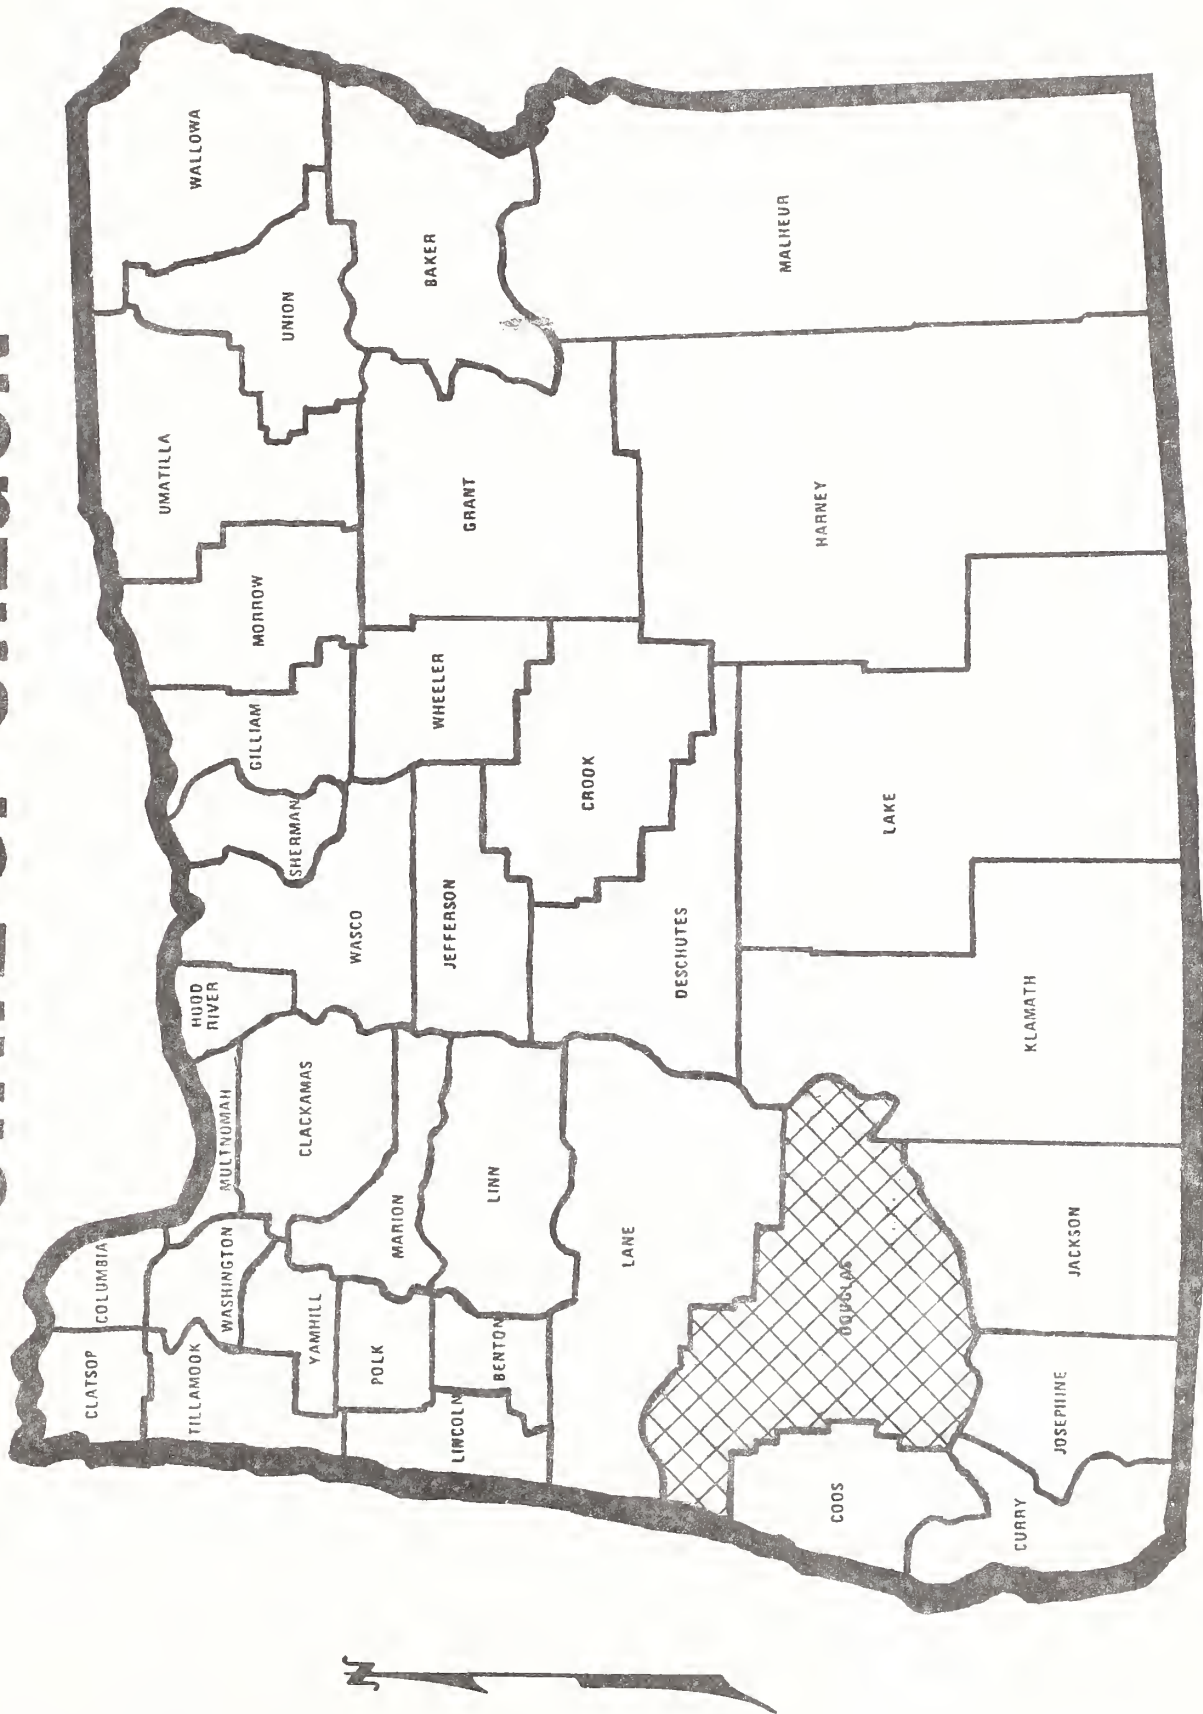 WALLOWA
UNION
BAKER
MALHEUR
UMATILLA
MORROW
GRANT
HARNEY
GILLIAM
WHEELER
SHERMAN
CROOK
LAKE
WASCO
JEFFERSON
DESCHUTES
HOOD
RIVER
KLAMATH
MULTNOMAH
CLACKAMAS
MARION
LINN
LANE
DOUGLAS
JACKSON
COLUMBIA
WASHINGTON
YAMHILL
POLK
BENTON
CLATSOP
TILLAMOOK
LINCOLN
COOS
JOSEPHINE
CURRY
N